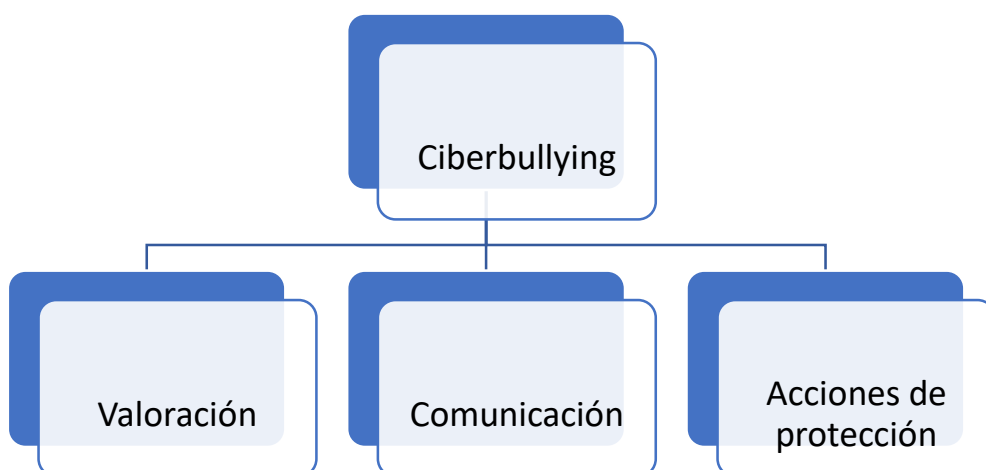 Ciberbullying
Valoración
Comunicación
Acciones de
protección